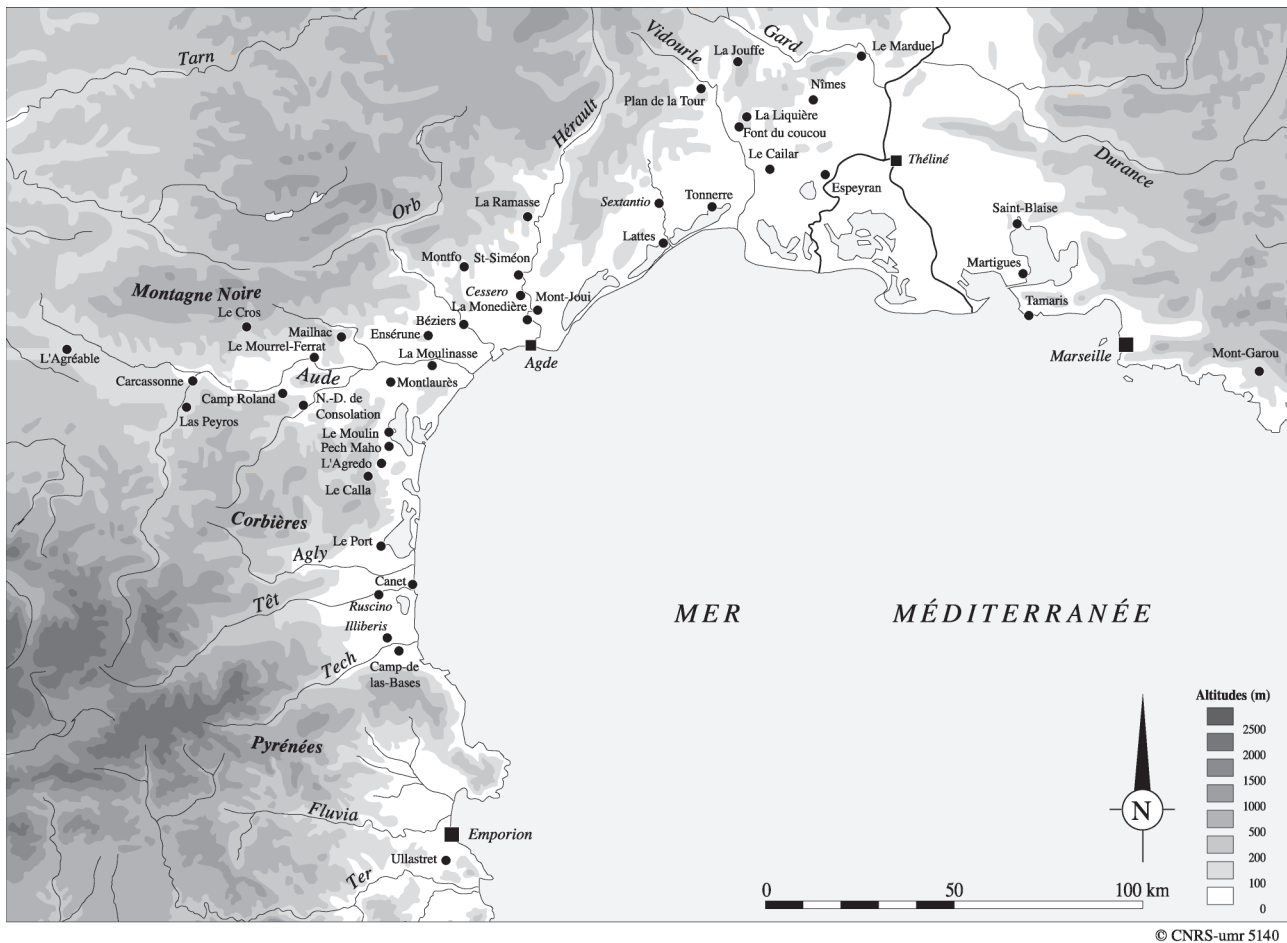 Tarn
Vidourle
Gard
La Jouffe
Le Marduel
Plan de la Tour
Nîmes
La Liquière
Font du coucou
Hérault
Le Cailar
Théliné
Durance
Espeyran
Orb
La Ramasse
Sextantio
Tonnerre
Saint-Blaise
Lattes
Montfo
St-Siméon
Martigues
Montagne Noire
Cessero
Mont-Joui
La Monedière
Tamaris
Le Cros
Béziers
Mailhac
Ensérune
Le Mourrel-Ferrat
L'Agréable
La Moulinasse
Agde
Marseille
Mont-Garou
Carcassonne
Aude
Montlaurès
Camp Roland
N.-D. de
Consolation
Las Peyros
Le Moulin
Pech Maho
L'Agredo
Le Calla
Corbières
Le Port
Agly
Canet
Têt
Ruscino
MER MÉDITERRANÉE
Illiberis
Tech
Camp-de
las-Bases
Pyrénées
Fluvia
Emporion
Ullastret
Ter
Altitudes (m)
2500
2000
1500
1000
500
200
100
0
N
0 50 100 km
© CNRS-umr 5140